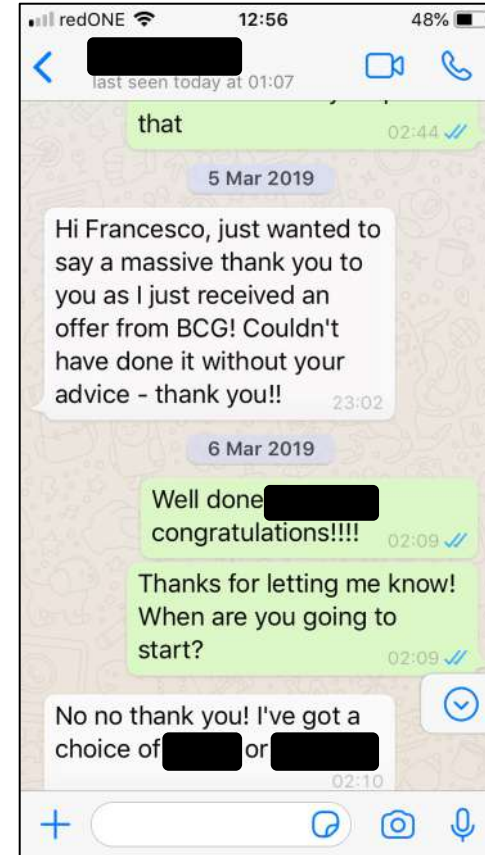 redONE 12:56 48%
last seen today at 01:07
that 02:44
5 Mar 2019
Hi Francesco, just wanted to
say a massive thank you to
you as I just received an
offer from BCG! Couldn't
have done it without your
advice - thank you!! 23:02
6 Mar 2019
Well done
congratulations!!!! 02:09
Thanks for letting me know!
When are you going to
start? 02:09
No no thank you! I've got a
choice of or
02:10